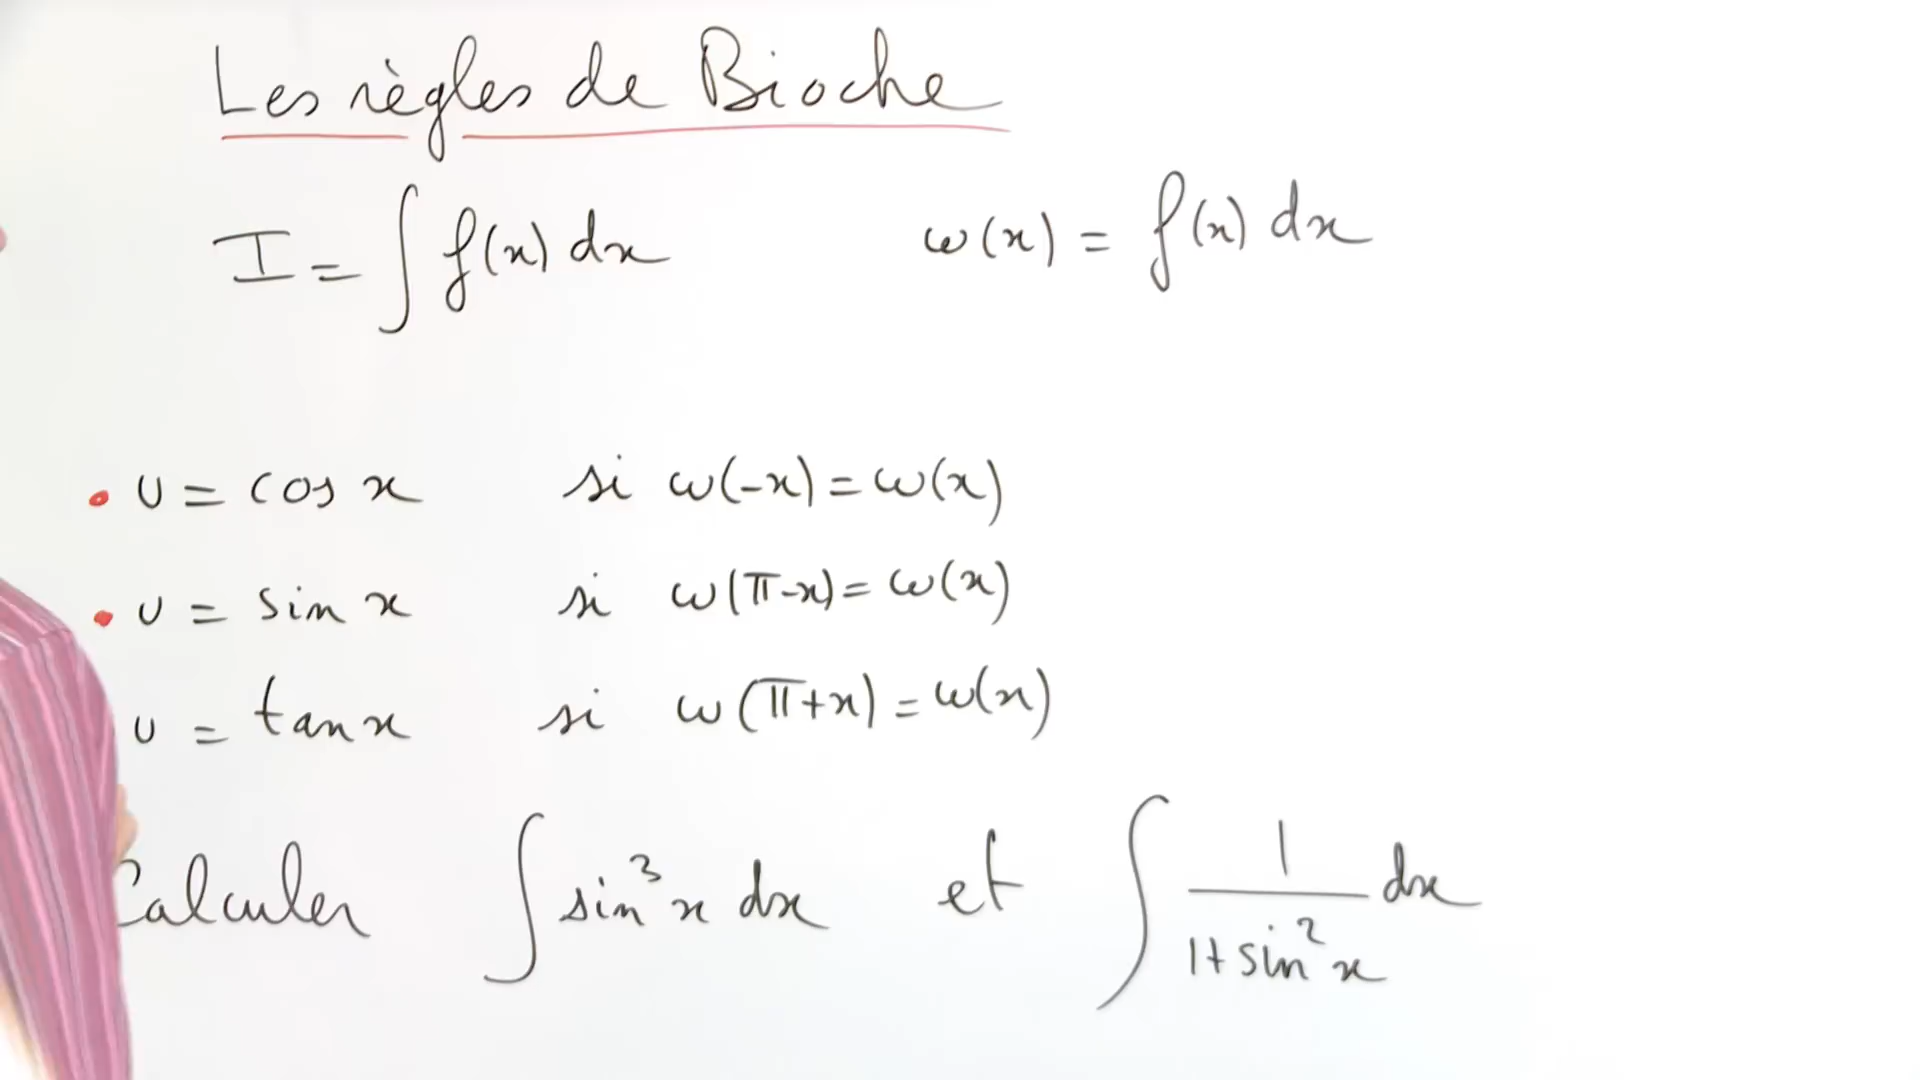 Les règles de Bioche
I = ∫ f(x) dx    ω(x) = f(x) dx
• u = cos x    si ω(-x) = ω(x)
• u = sin x    si ω(π-x) = ω(x)
u = tan x    si ω(π+x) = ω(x)
Calculer ∫ sin³x dx et ∫ 1/(1+sin²x) dx